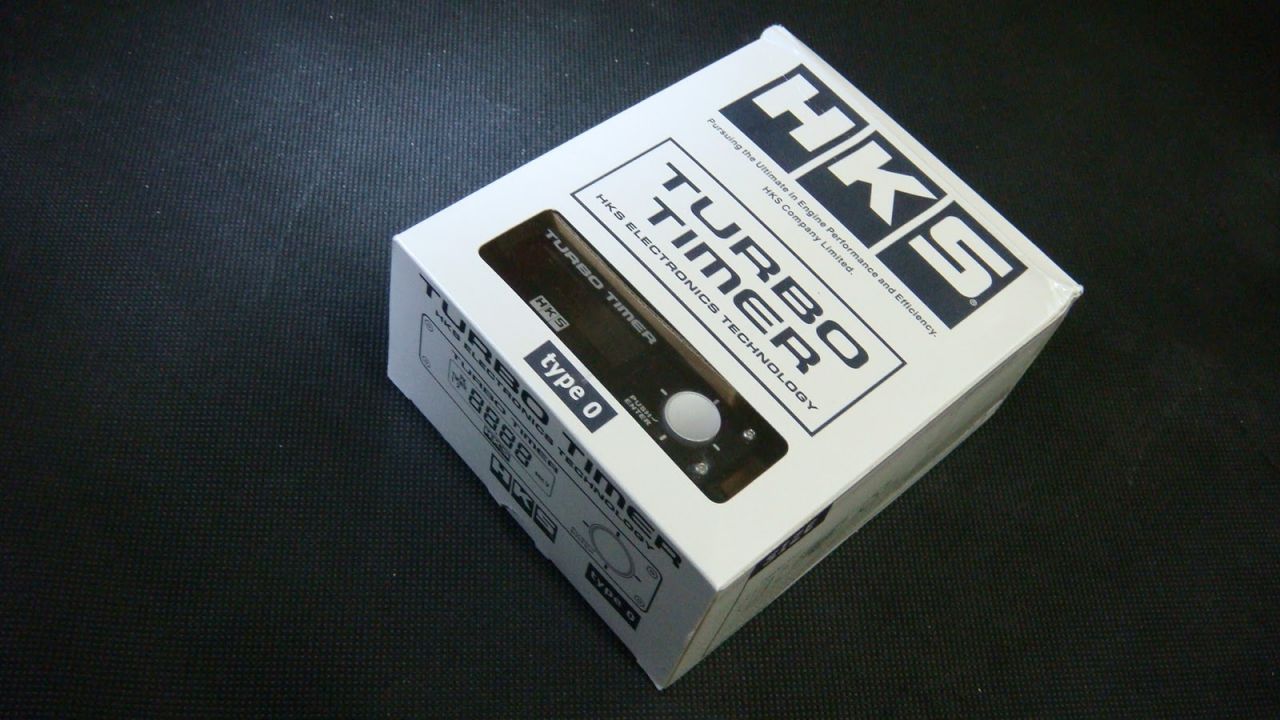 HKS®
Pursuing the Ultimate in Engine Performance and Efficiency.
HKS Company Limited.
TURBO
TIMER
HKS ELECTRONICS TECHNOLOGY
TURBO TIMER
HKS
PUSH
ENTER
type 0
TURBO TIMER
HKS ELECTRONICS TECHNOLOGY
TURBO TIMER
8888
HKS
type 0